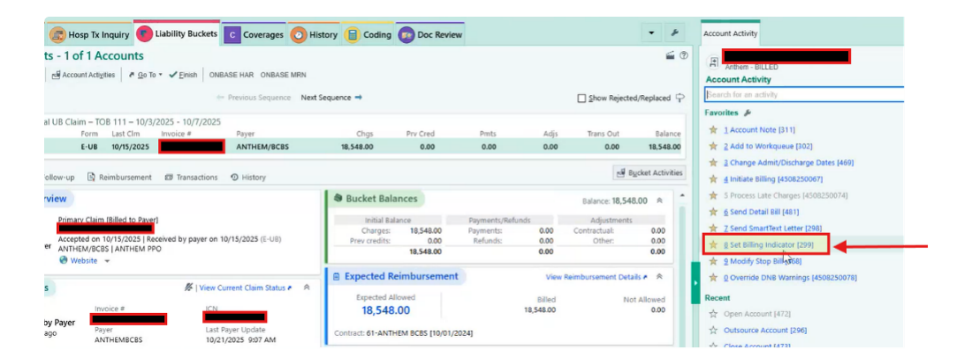 Hosp Tx Inquiry Liability Buckets C Coverages History Coding Doc Review Account Activity
ts - 1 of 1 Accounts
Account Activities Go To Finish ONBASE HAR ONBASE MRN
Previous Sequence Next Sequence Show Rejected/Replaced
al UB Claim – TOB 111 – 10/3/2025 - 10/7/2025
Form Last Clm Invoice # Payer Chgs Prv Cred Pmts Adjs Trans Out Balance
E-UB 10/15/2025 ANTHEM/BCBS 18,548.00 0.00 0.00 0.00 0.00 18,548.00
ollow-up Reimbursement Transactions History Bucket Activities
rview
Primary Claim [Billed to Payer]
Accepted on 10/15/2025 | Received by payer on 10/15/2025 (E-UB)
er ANTHEM/BCBS | ANTHEM PPO
Website
s View Current Claim Status
Invoice # ICN
by Payer
ago Payer Last Payer Update
ANTHEMBCBS 10/21/2025 9:07 AM
Bucket Balances Balance: 18,548.00
Initial Balance Payments/Refunds Adjustments
Charges: 18,548.00 Payments: 0.00 Contractual: 0.00
Prev credits: 0.00 Refunds: 0.00 Other: 0.00
18,548.00 0.00 0.00
Expected Reimbursement View Reimbursement Details
Expected Allowed Billed Not Allowed
18,548.00 18,548.00 0.00
Contract: 61-ANTHEM BCBS [10/01/2024]
Anthem - BILLED
Account Activity
Search for an activity
Favorites
1 Account Note [311]
2 Add to Workqueue [302]
3 Change Admit/Discharge Dates [460]
4 Initiate Billing [4508250067]
5 Process Late Charges [4508250074]
6 Send Detail Bill [481]
7 Send SmartText Letter [298]
8 Set Billing Indicator [299]
9 Modify Stop Bills
0 Override DNB Warnings [4508250078]
Recent
Open Account [472]
Outsource Account [296]
Close Account [473]